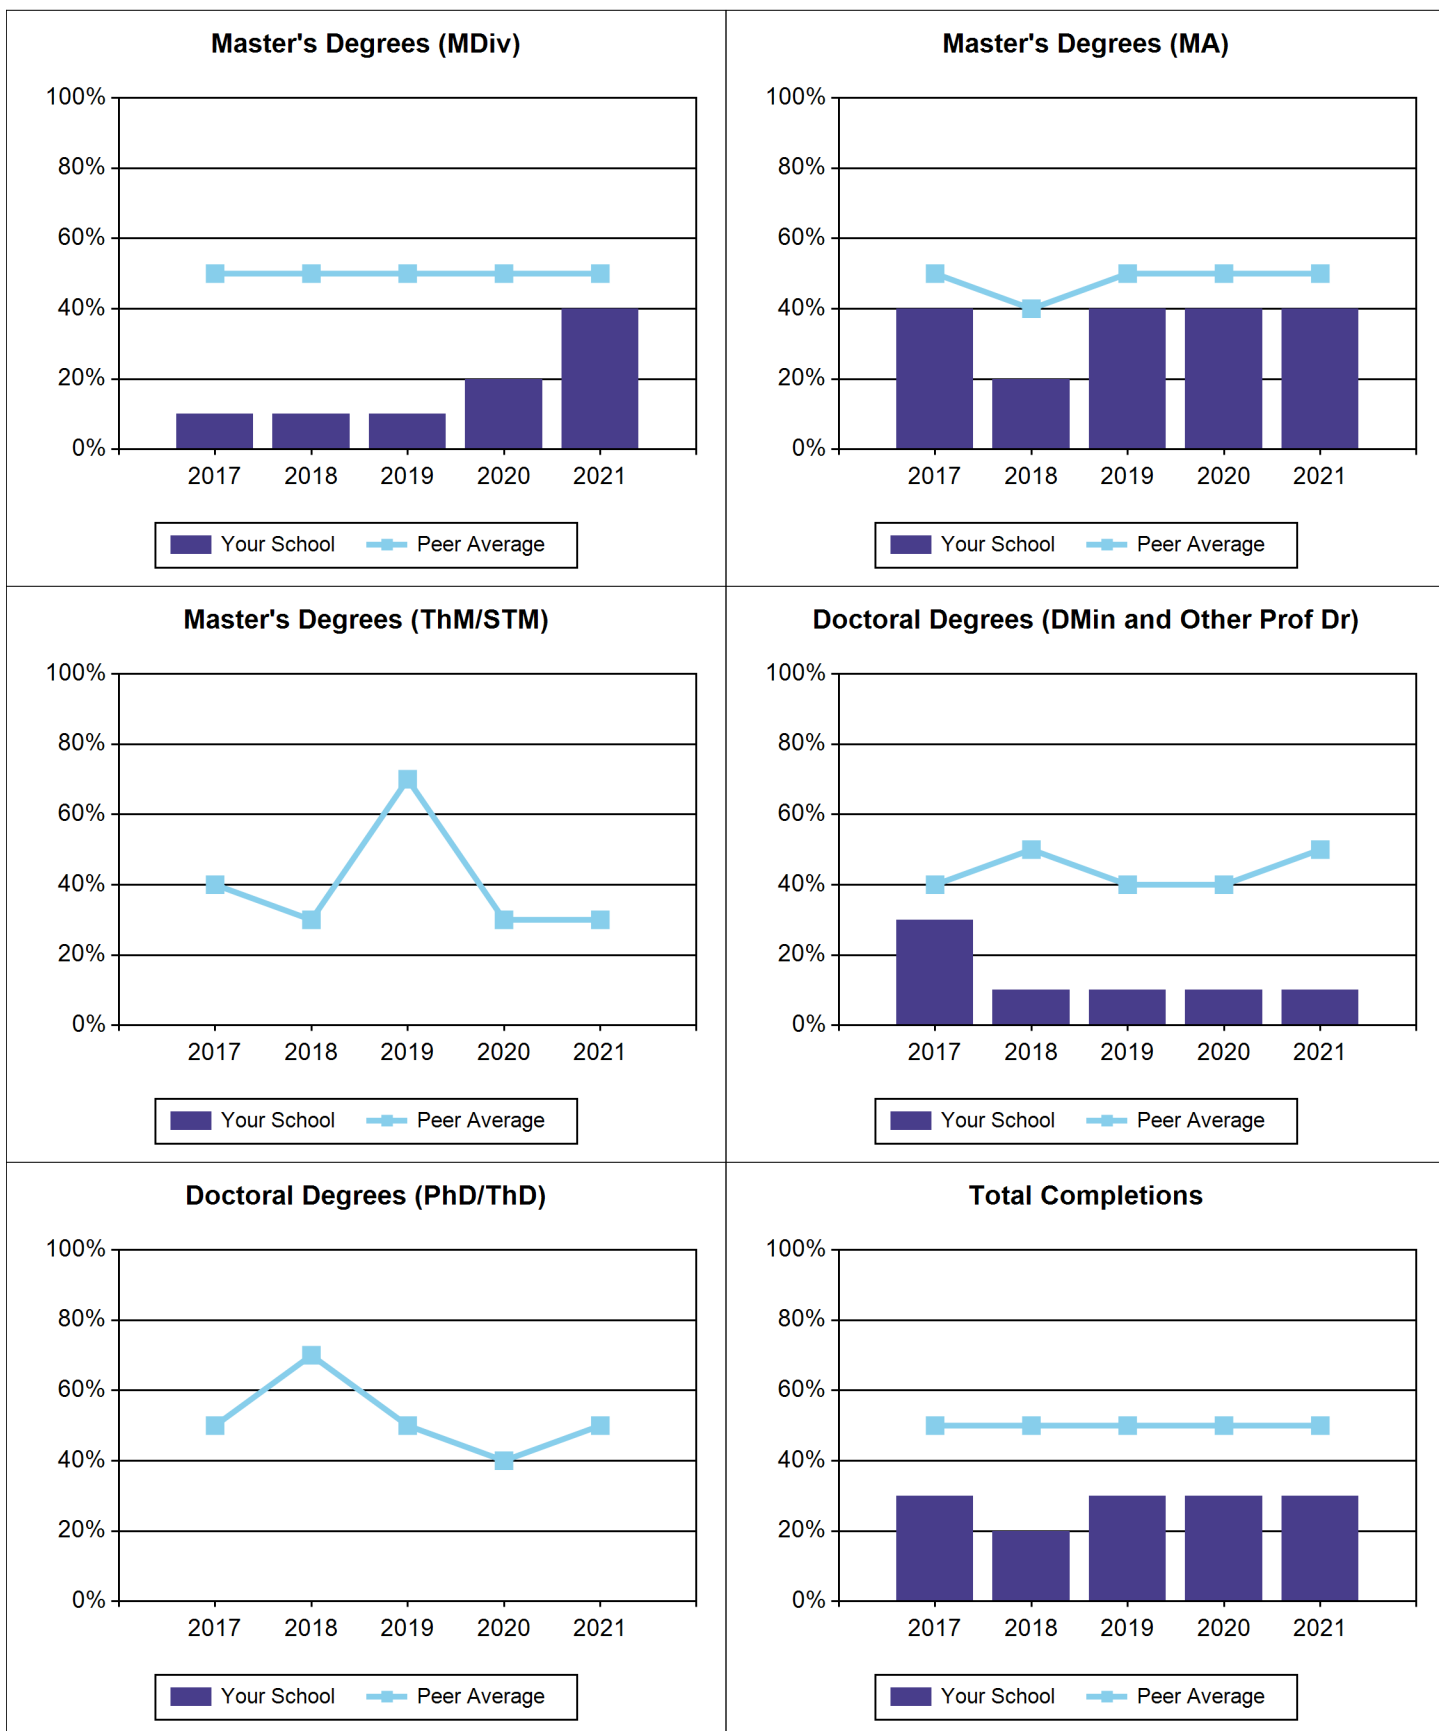 Master's Degrees (MDiv)
100%
80%
60%
40%
20%
0%
2017 2018 2019 2020 2021
Your School Peer Average
Master's Degrees (MA)
100%
80%
60%
40%
20%
0%
2017 2018 2019 2020 2021
Your School Peer Average
Master's Degrees (ThM/STM)
100%
80%
60%
40%
20%
0%
2017 2018 2019 2020 2021
Your School Peer Average
Doctoral Degrees (DMin and Other Prof Dr)
100%
80%
60%
40%
20%
0%
2017 2018 2019 2020 2021
Your School Peer Average
Doctoral Degrees (PhD/ThD)
100%
80%
60%
40%
20%
0%
2017 2018 2019 2020 2021
Your School Peer Average
Total Completions
100%
80%
60%
40%
20%
0%
2017 2018 2019 2020 2021
Your School Peer Average